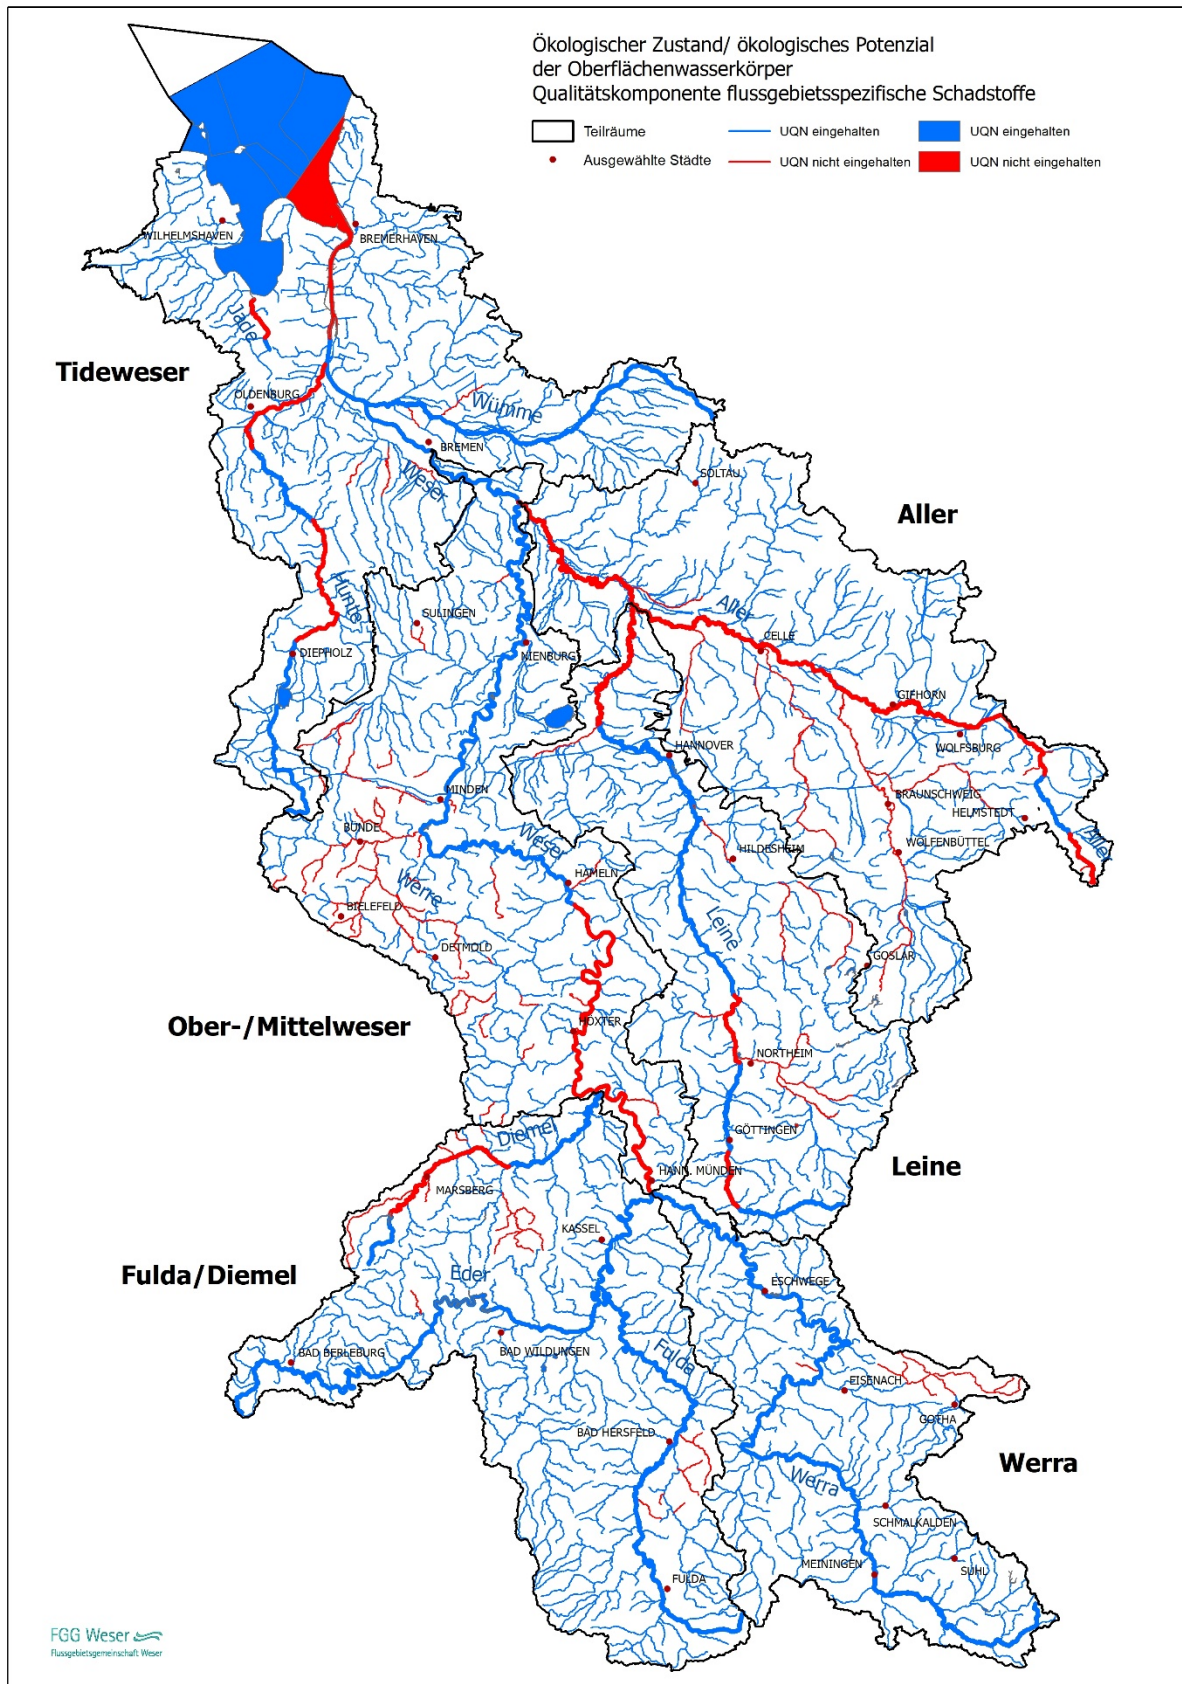 Ökologischer Zustand/ ökologisches Potenzial
der Oberflächenwasserkörper
Qualitätskomponente flussgebietsspezifische Schadstoffe
Teilräume
UQN eingehalten
UQN eingehalten
Ausgewählte Städte
UQN nicht eingehalten
UQN nicht eingehalten
WILHELMSHAVEN
BREMERHAVEN
Jade
Tideweser
OLDENBURG
Wümme
BREMEN
Weser
SOLTAU
Aller
Hunte
Aller
SULINGEN
CELLE
DIEPHOLZ
NIENBURG
GIFHORN
WOLFSBURG
HANNOVER
MINDEN
BRAUNSCHWEIG
HELMSTEDT
BÜNDE
Weser
WOLFENBÜTTEL
Aller
HILDESHEIM
HAMELN
Werre
BIELEFELD
Leine
DETMOLD
GOSLAR
Ober-/Mittelweser
HÖXTER
NORTHEIM
Diemel
GÖTTINGEN
Leine
HANN. MÜNDEN
MARSBERG
KASSEL
Fulda/Diemel
Eder
ESCHWEGE
BAD BERLEBURG
BAD WILDUNGEN
Fulda
EISENACH
GOTHA
BAD HERSFELD
Werra
Werra
SCHMALKALDEN
MEININGEN
SUHL
FULDA
FGG Weser
Flussgebietsgemeinschaft Weser